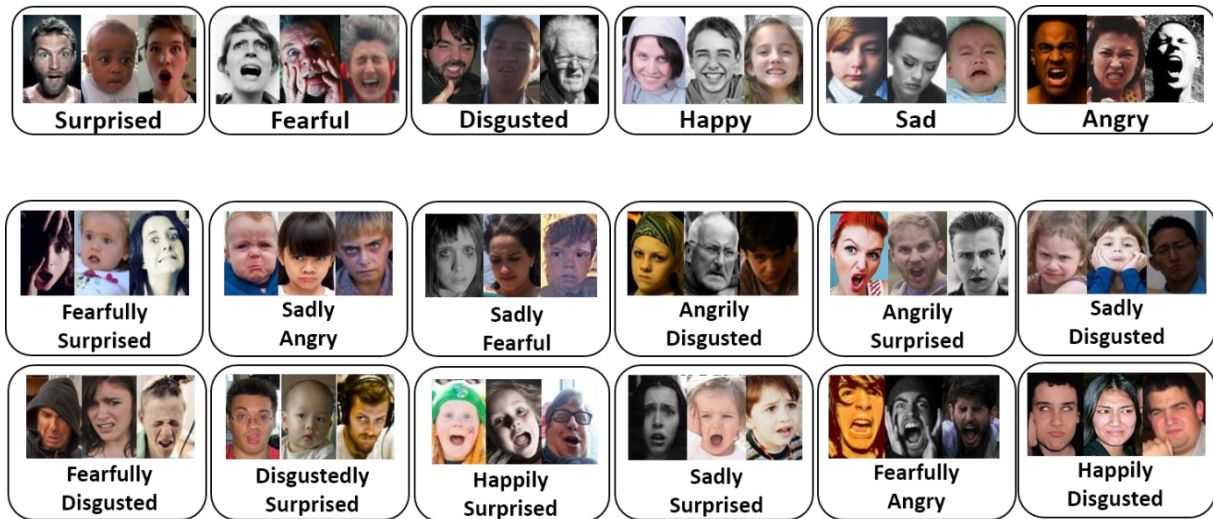 Surprised
Fearful
Disgusted
Happy
Sad
Angry
Fearfully
Surprised
Sadly
Angry
Sadly
Fearful
Angrily
Disgusted
Angrily
Surprised
Sadly
Disgusted
Fearfully
Disgusted
Disgustedly
Surprised
Happily
Surprised
Sadly
Surprised
Fearfully
Angry
Happily
Disgusted